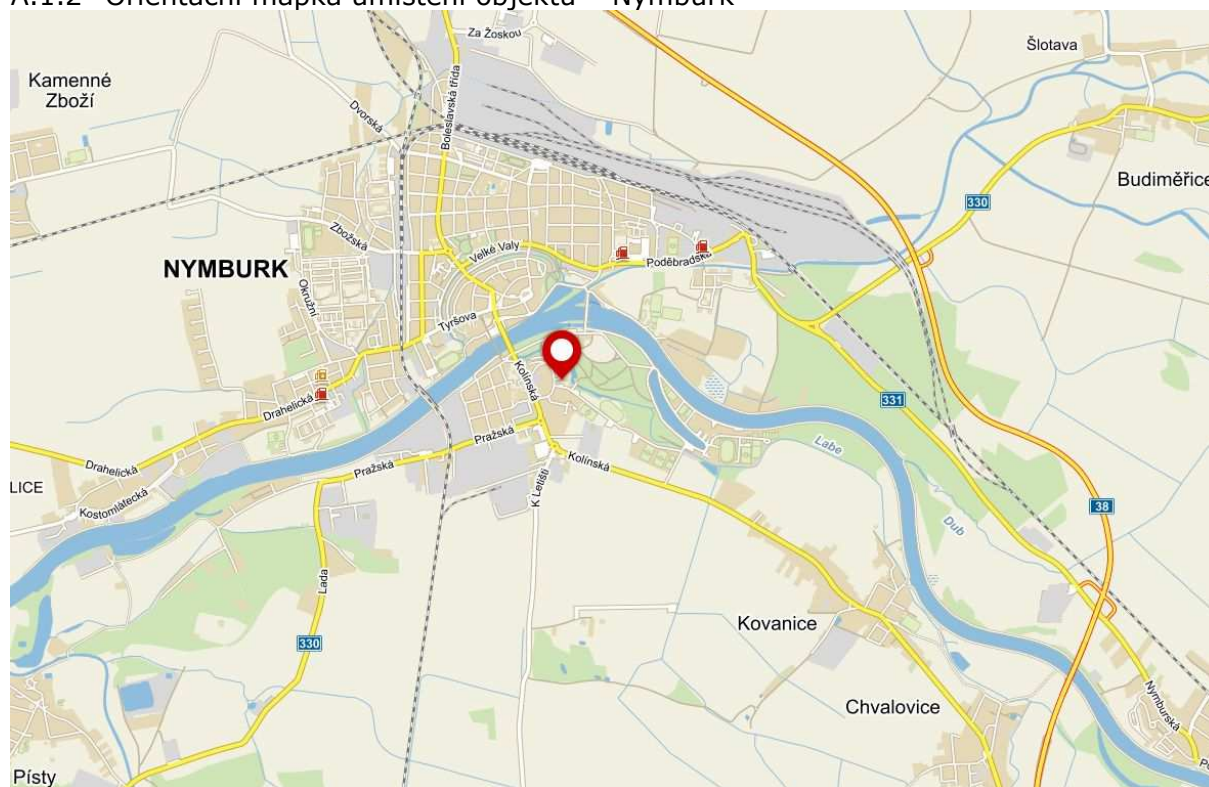 A.1.2 Orientační mapka umístění objektu – Nymburk
Za Žoskou
Šlotava
Kamenné
Zboží
Dvorská
Boleslavská třída
Budiměřice
330
Zbožská
Velké Valy
Poděbradská
NYMBURK
Okružní
Tyršova
Kolínská
Drahelická
331
Pražská
Labe
Drahelická
Pražská
Kolínská
LICE
Kostomlátecká
K Letišti
38
Dub
Lada
Kovanice
330
Chvalovice
Nymburská
Písty